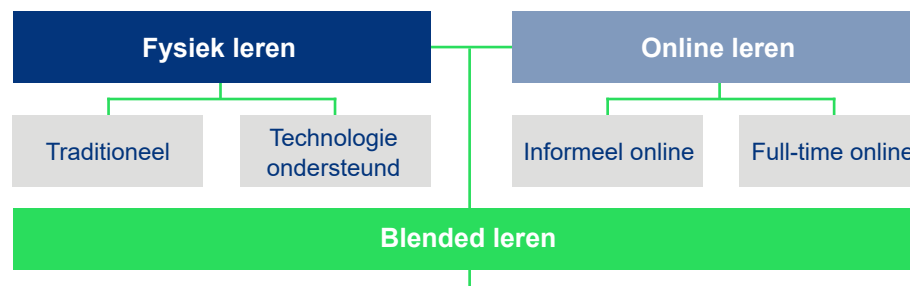 Fysiek leren
Online leren
Traditioneel
Technologie
ondersteund
Informeel online
Full-time online
Blended leren